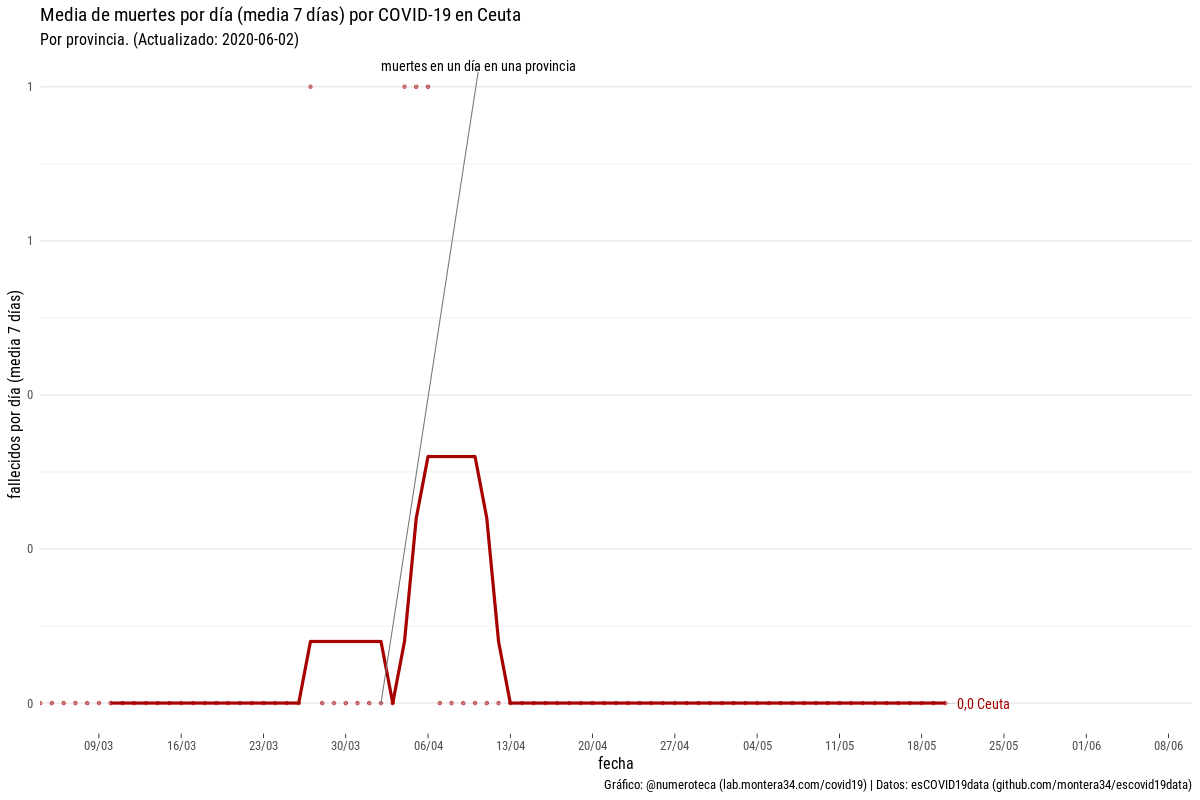 Media de muertes por día (media 7 días) por COVID-19 en Ceuta
Por provincia. (Actualizado: 2020-06-02)
muertes en un día en una provincia
1
1
0
0
0
fallecidos por día (media 7 días)
0,0 Ceuta
09/03 16/03 23/03 30/03 06/04 13/04 20/04 27/04 04/05 11/05 18/05 25/05 01/06 08/06
fecha
Gráfico: @numeroteca (lab.montera34.com/covid19) | Datos: esCOVID19data (github.com/montera34/escovid19data)